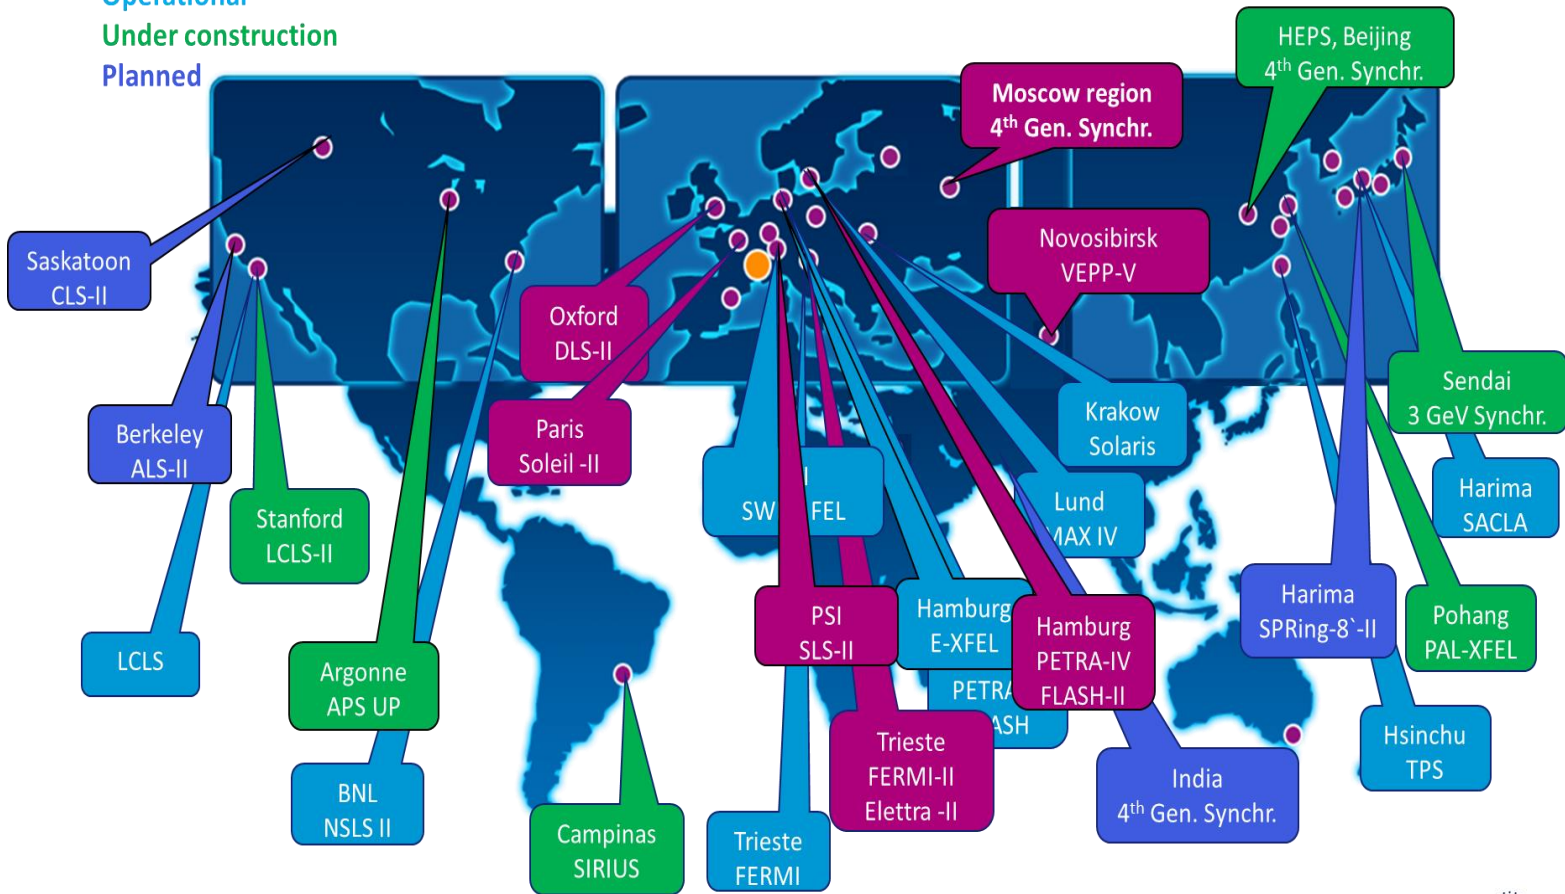 Operational
Under construction
Planned
HEPS, Beijing
4th Gen. Synchr.
Moscow region
4th Gen. Synchr.
Novosibirsk
VEPP-V
Saskatoon
CLS-II
Oxford
DLS-II
Sendai
3 GeV Synchr.
Krakow
Solaris
Paris
Soleil -II
Berkeley
ALS-II
Stanford
LCLS-II
SW FEL
Lund
MAX IV
Harima
SACLA
LCLS
Argonne
APS UP
PSI
SLS-II
Hamburg
E-XFEL
Hamburg
PETRA-IV
FLASH-II
PETRA
Harima
SPRing-8`-II
Pohang
PAL-XFEL
BNL
NSLS II
Campinas
SIRIUS
Trieste
FERMI
Trieste
FERMI-II
Elettra -II
India
4th Gen. Synchr.
Hsinchu
TPS